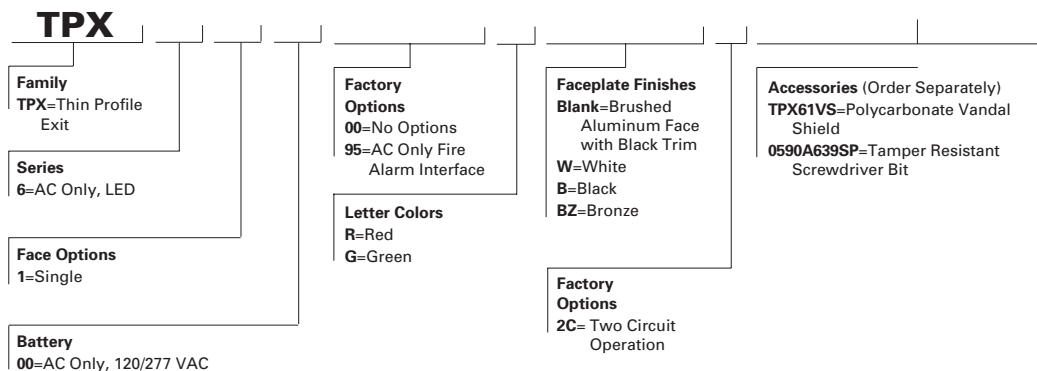 TPX
Family
TPX=Thin Profile
Exit
Series
6=AC Only, LED
Face Options
1=Single
Battery
00=AC Only, 120/277 VAC
Factory
Options
00=No Options
95=AC Only Fire
Alarm Interface
Letter Colors
R=Red
G=Green
Faceplate Finishes
Blank=Brushed
Aluminum Face
with Black Trim
W=White
B=Black
BZ=Bronze
Factory
Options
2C= Two Circuit
Operation
Accessories (Order Separately)
TPX61VS=Polycarbonate Vandal
Shield
0590A639SP=Tamper Resistant
Screwdriver Bit